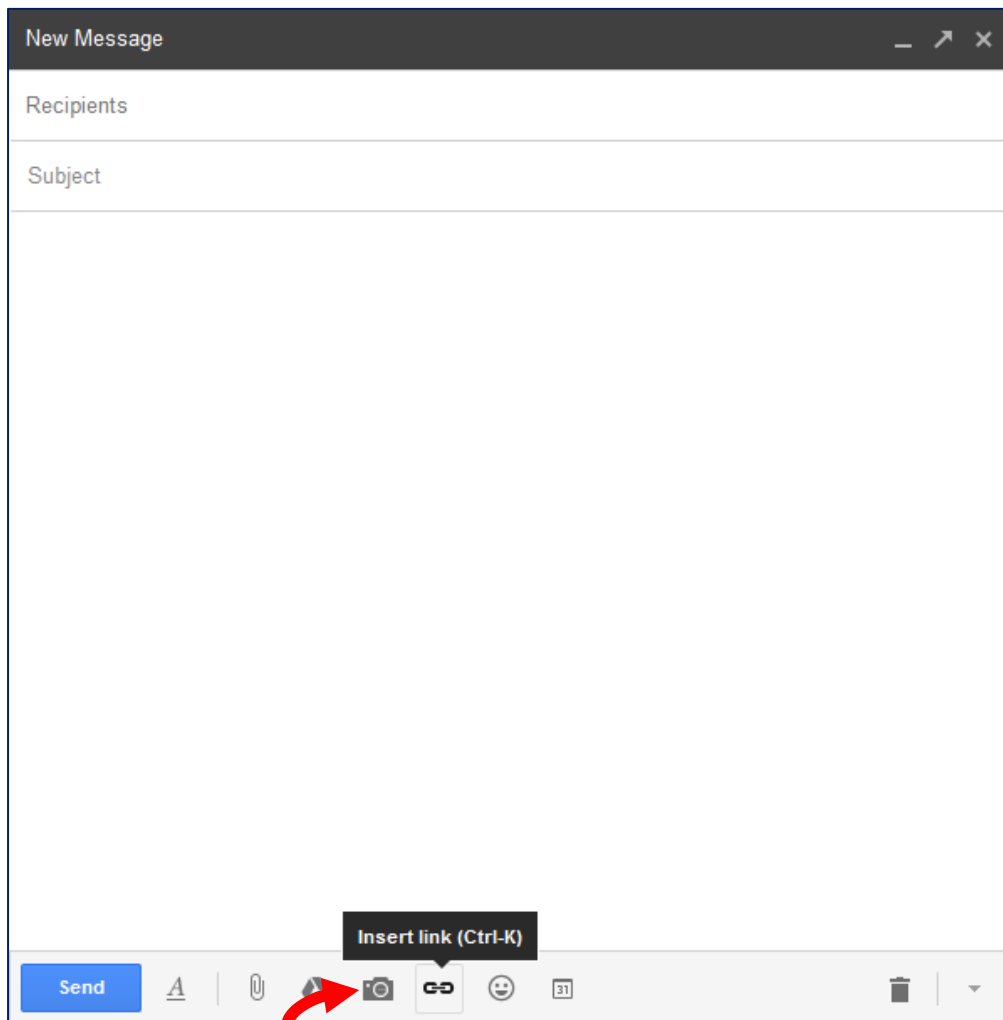 New Message
Recipients
Subject
Insert link (Ctrl-K)
Send A 31